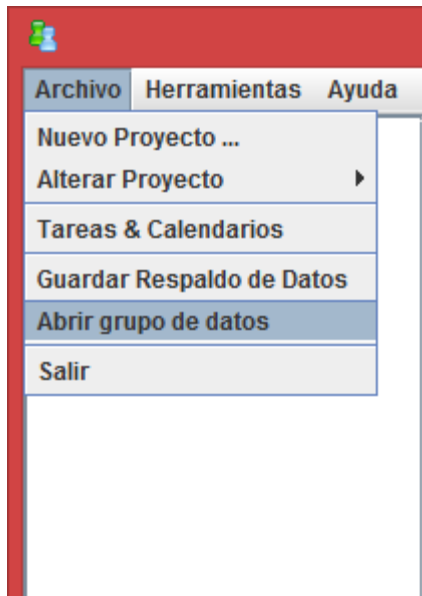 Archivo Herramientas Ayuda
Nuevo Proyecto ...
Alterar Proyecto
Tareas & Calendarios
Guardar Respaldo de Datos
Abrir grupo de datos
Salir